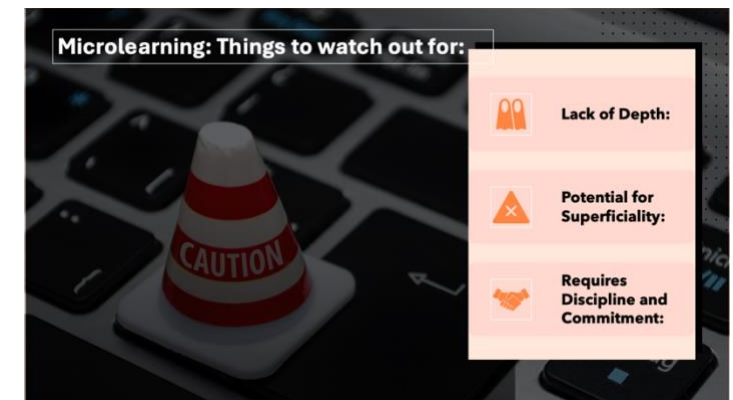 Microlearning: Things to watch out for:
CAUTION
Lack of Depth:
Potential for
Superficiality:
Requires
Discipline and
Commitment: